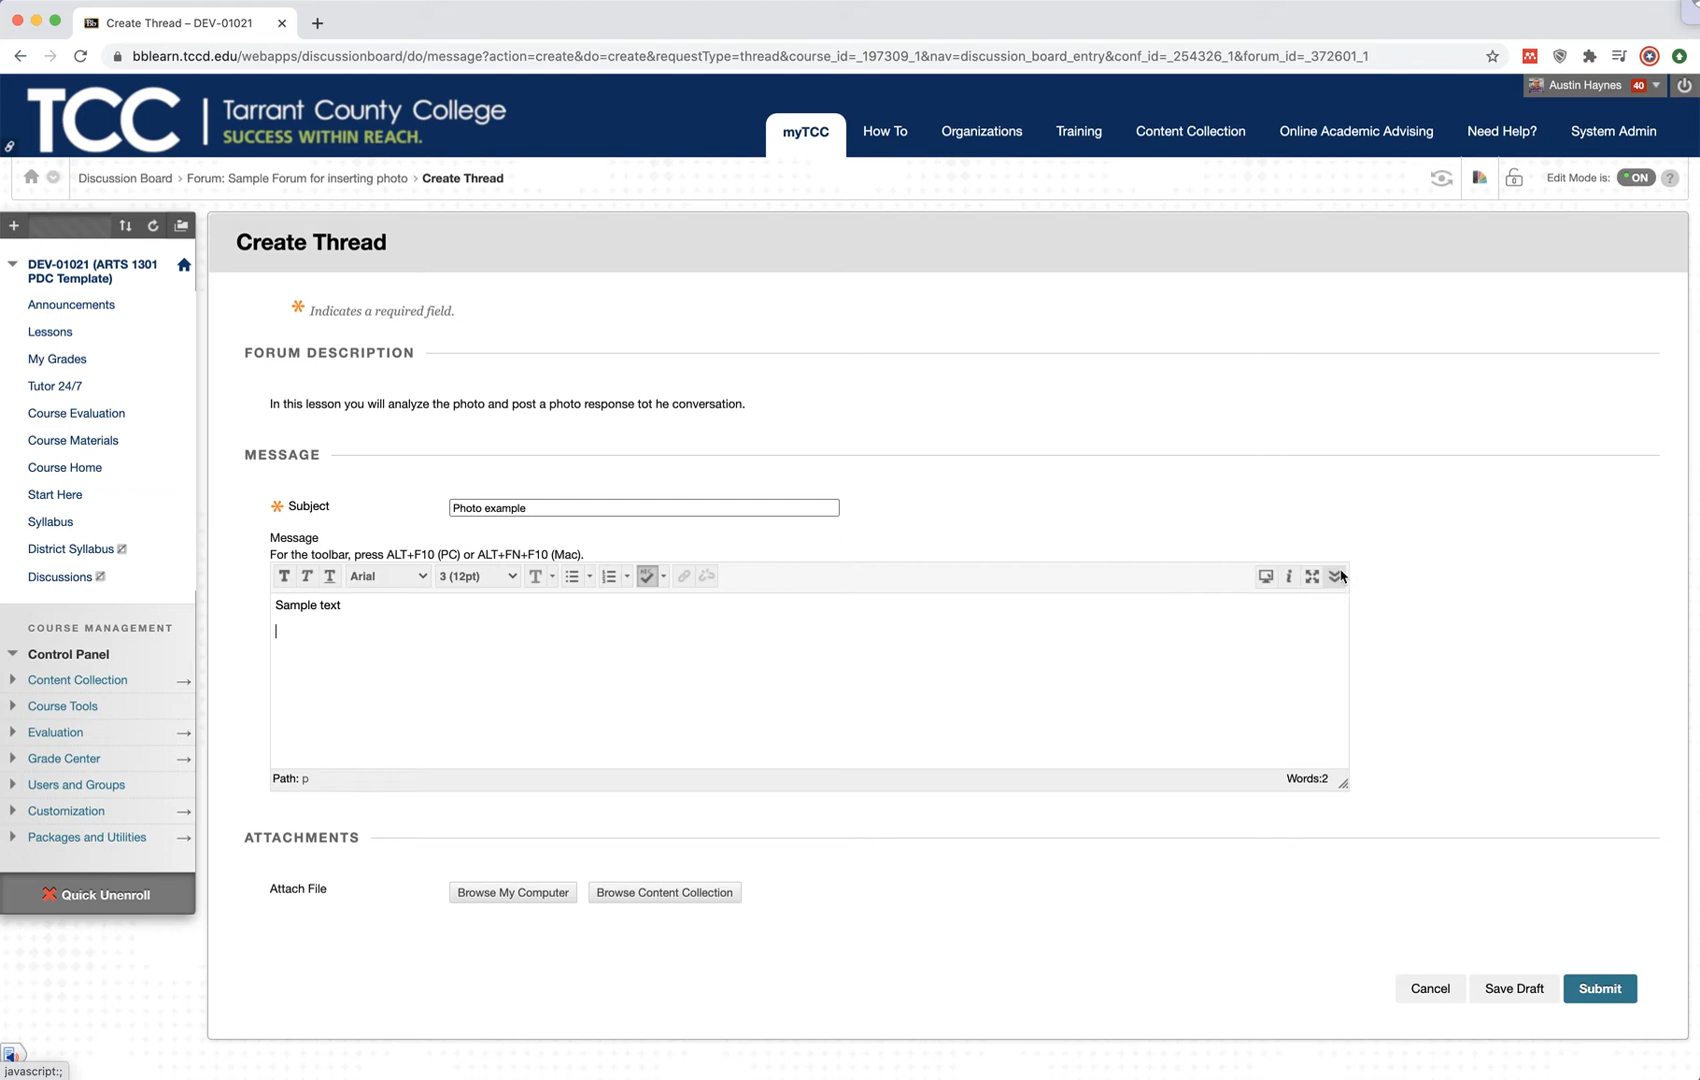 Create Thread – DEV-01021
bblearn.tccd.edu/webapps/discussionboard/do/message?action=create&do=create&requestType=thread&course_id=_197309_1&nav=discussion_board_entry&conf_id=_254326_1&forum_id=_372601_1
Austin Haynes 40
TCC Tarrant County College
SUCCESS WITHIN REACH.
myTCC How To Organizations Training Content Collection Online Academic Advising Need Help? System Admin
Discussion Board > Forum: Sample Forum for inserting photo > Create Thread
Edit Mode is: ON ?
DEV-01021 (ARTS 1301
PDC Template)
Announcements
Lessons
My Grades
Tutor 24/7
Course Evaluation
Course Materials
Course Home
Start Here
Syllabus
District Syllabus
Discussions
COURSE MANAGEMENT
Control Panel
Content Collection
Course Tools
Evaluation
Grade Center
Users and Groups
Customization
Packages and Utilities
Quick Unenroll
Create Thread
Indicates a required field.
FORUM DESCRIPTION
In this lesson you will analyze the photo and post a photo response tot he conversation.
MESSAGE
Subject Photo example
Message
For the toolbar, press ALT+F10 (PC) or ALT+FN+F10 (Mac).
T T T Arial 3 (12pt) T ABC i
Sample text
Path: p Words:2
ATTACHMENTS
Attach File Browse My Computer Browse Content Collection
Cancel Save Draft Submit
javascript:;